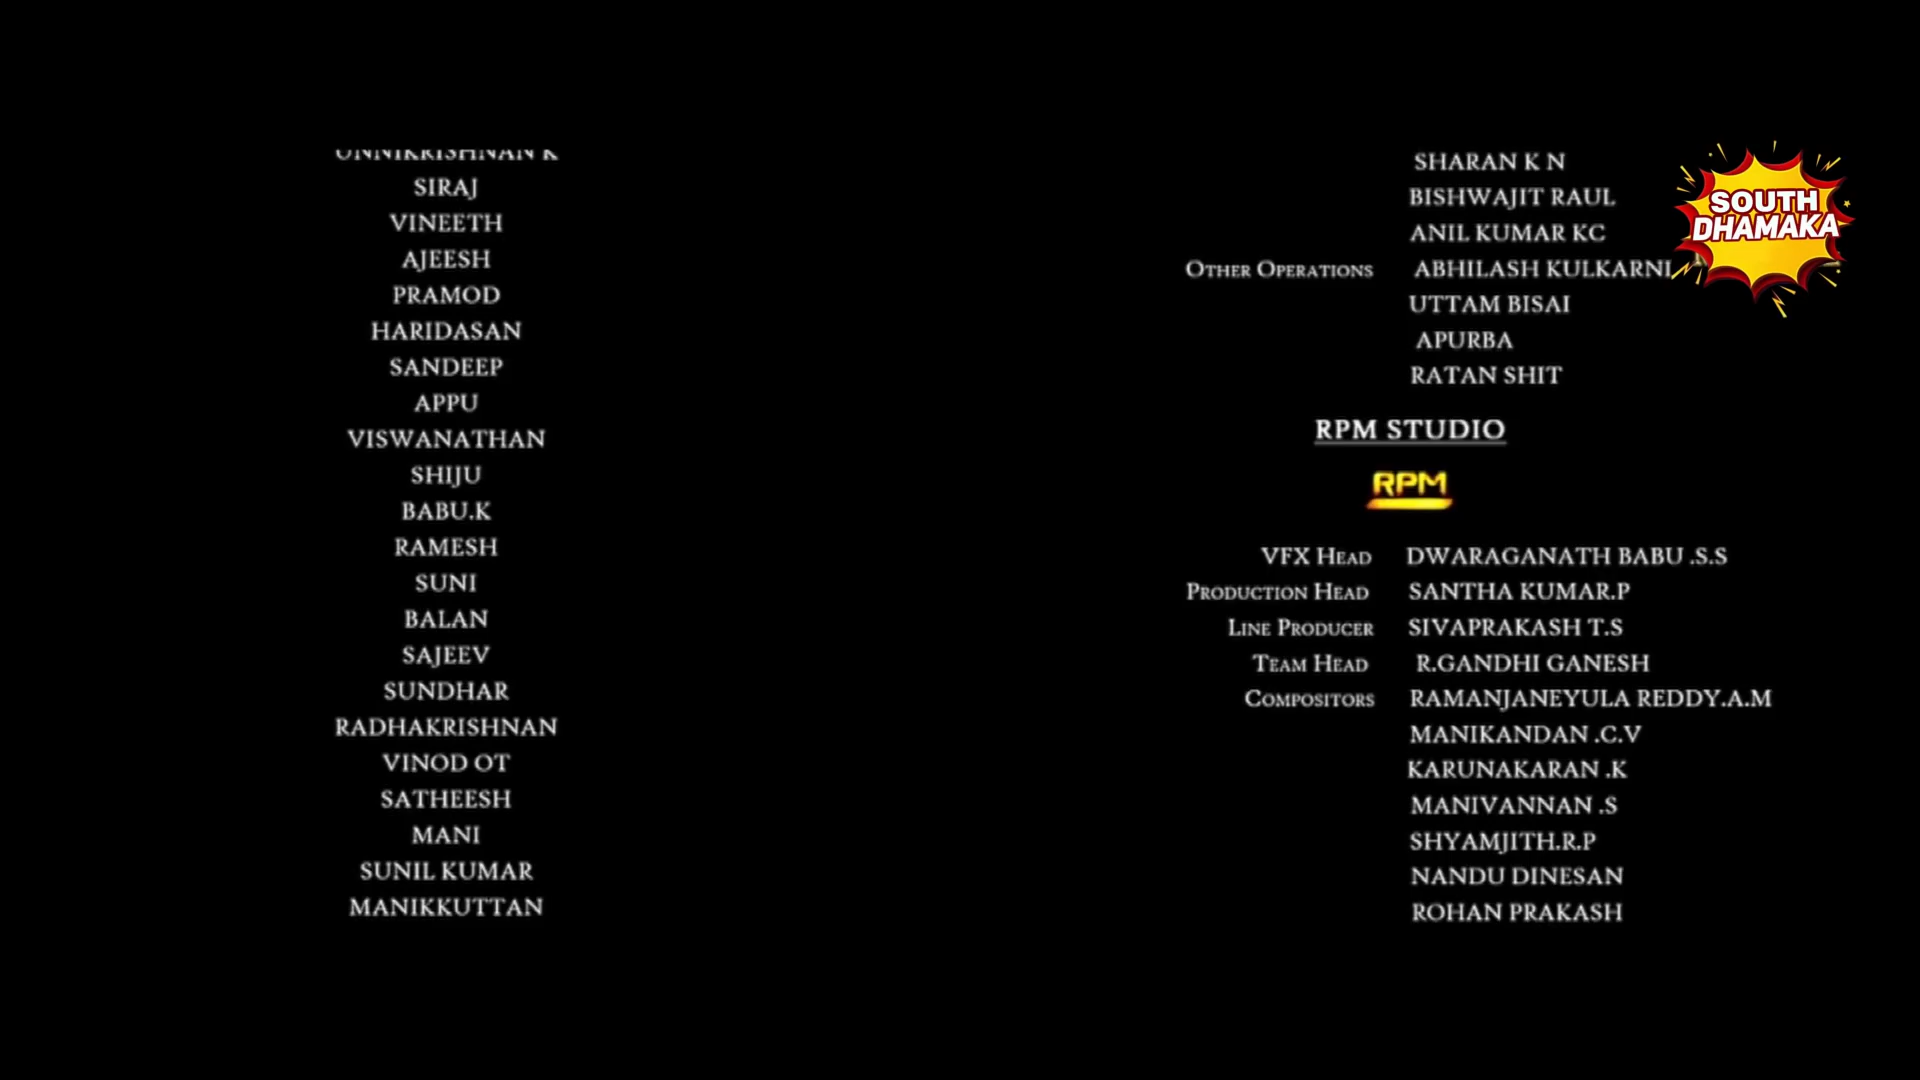 UNNIKRISHNAN K
SIRAJ
VINEETH
AJEESH
PRAMOD
HARIDASAN
SANDEEP
APPU
VISWANATHAN
SHIJU
BABU.K
RAMESH
SUNI
BALAN
SAJEEV
SUNDHAR
RADHAKRISHNAN
VINOD OT
SATHEESH
MANI
SUNIL KUMAR
MANIKKUTTAN
SHARAN K N
BISHWAJIT RAUL
ANIL KUMAR KC
OTHER OPERATIONS ABHILASH KULKARNI
UTTAM BISAI
APURBA
RATAN SHIT
RPM STUDIO
RPM
VFX HEAD DWARAGANATH BABU .S.S
PRODUCTION HEAD SANTHA KUMAR.P
LINE PRODUCER SIVAPRAKASH T.S
TEAM HEAD R.GANDHI GANESH
COMPOSITORS RAMANJANEYULA REDDY.A.M
MANIKANDAN .C.V
KARUNAKARAN .K
MANIVANNAN .S
SHYAMJITH.R.P
NANDU DINESAN
ROHAN PRAKASH
SOUTH
DHAMAKA